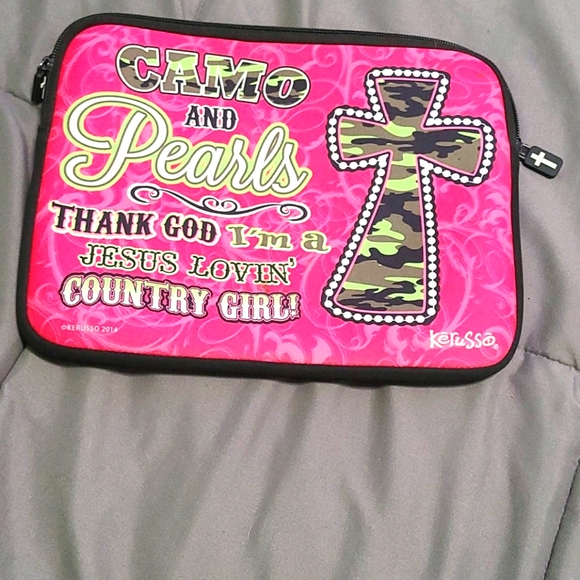 CAMO
AND
Pearls
THANK GOD I'm a
JESUS LOVIN'
COUNTRY GIRL!
©KERUSSO 2014
Kerusso®